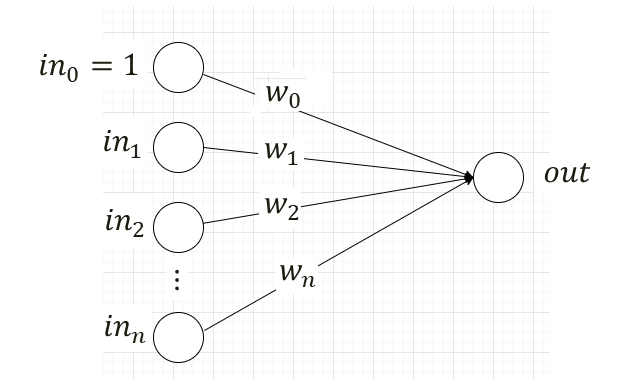 in₀ = 1
w₀
in₁
w₁
out
in₂
w₂
⋮
wₙ
inₙ